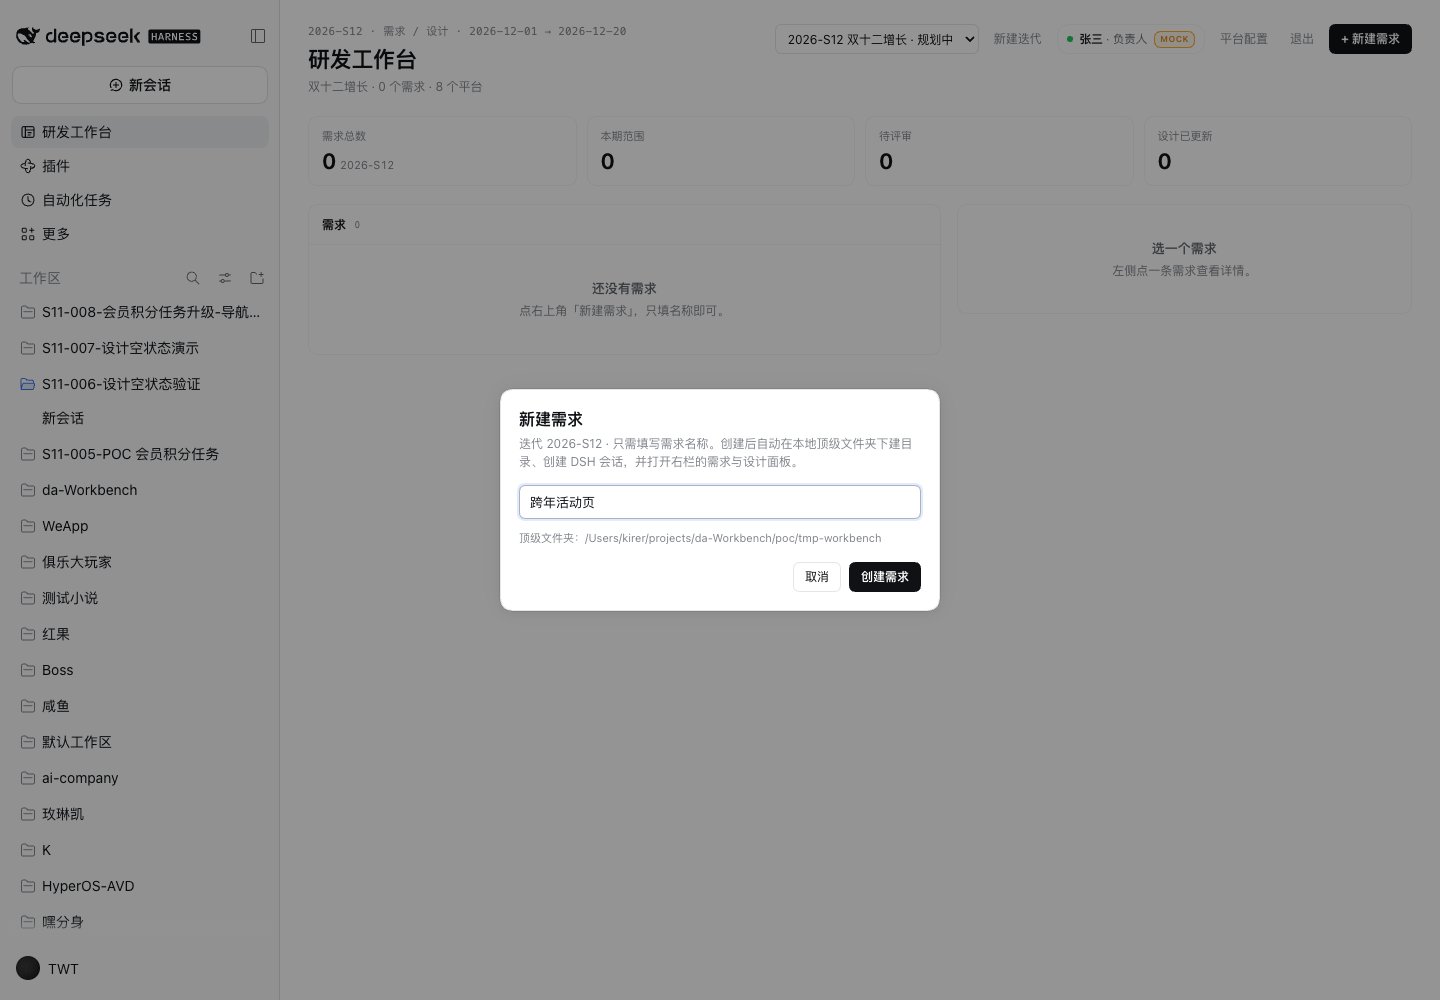 deepseek HARNESS
新会话
研发工作台
插件
自动化任务
更多
工作区
S11-008-会员积分任务升级-导航...
S11-007-设计空状态演示
S11-006-设计空状态验证
新会话
S11-005-POC 会员积分任务
da-Workbench
WeApp
俱乐大玩家
测试小说
红果
Boss
咸鱼
默认工作区
ai-company
玫琳凯
K
HyperOS-AVD
嘿分身
TWT
2026-S12 · 需求 / 设计 · 2026-12-01 → 2026-12-20
研发工作台
双十二增长 · 0 个需求 · 8 个平台
2026-S12 双十二增长 · 规划中
新建迭代
张三 · 负责人 MOCK
平台配置
退出
+ 新建需求
需求总数
0 2026-S12
本期范围
0
待评审
0
设计已更新
0
需求 0
还没有需求
点右上角「新建需求」，只填名称即可。
选一个需求
左侧点一条需求查看详情。
新建需求
迭代 2026-S12 · 只需填写需求名称。创建后自动在本地顶级文件夹下建目
录、创建 DSH 会话，并打开右栏的需求与设计面板。
跨年活动页
顶级文件夹：/Users/kirer/projects/da-Workbench/poc/tmp-workbench
取消
创建需求